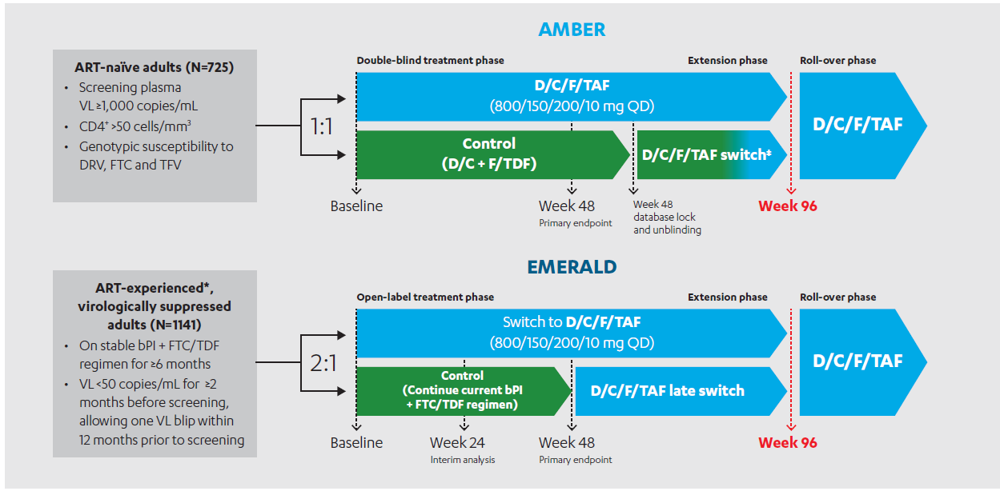 AMBER
ART-naïve adults (N=725)
• Screening plasma
VL ≥1,000 copies/mL
• CD4⁺ >50 cells/mm³
• Genotypic susceptibility to
DRV, FTC and TFV
1:1
Double-blind treatment phase
Extension phase
Roll-over phase
D/C/F/TAF
(800/150/200/10 mg QD)
Control
(D/C + F/TDF)
D/C/F/TAF switch‡
D/C/F/TAF
Baseline
Week 48
Primary endpoint
Week 48
database lock
and unblinding
Week 96
EMERALD
ART-experienced*,
virologically suppressed
adults (N=1141)
• On stable bPI + FTC/TDF
regimen for ≥6 months
• VL <50 copies/mL for ≥2
months before screening,
allowing one VL blip within
12 months prior to screening
2:1
Open-label treatment phase
Extension phase
Roll-over phase
Switch to D/C/F/TAF
(800/150/200/10 mg QD)
Control
(Continue current bPI
+ FTC/TDF regimen)
D/C/F/TAF late switch
D/C/F/TAF
Baseline
Week 24
Interim analysis
Week 48
Primary endpoint
Week 96